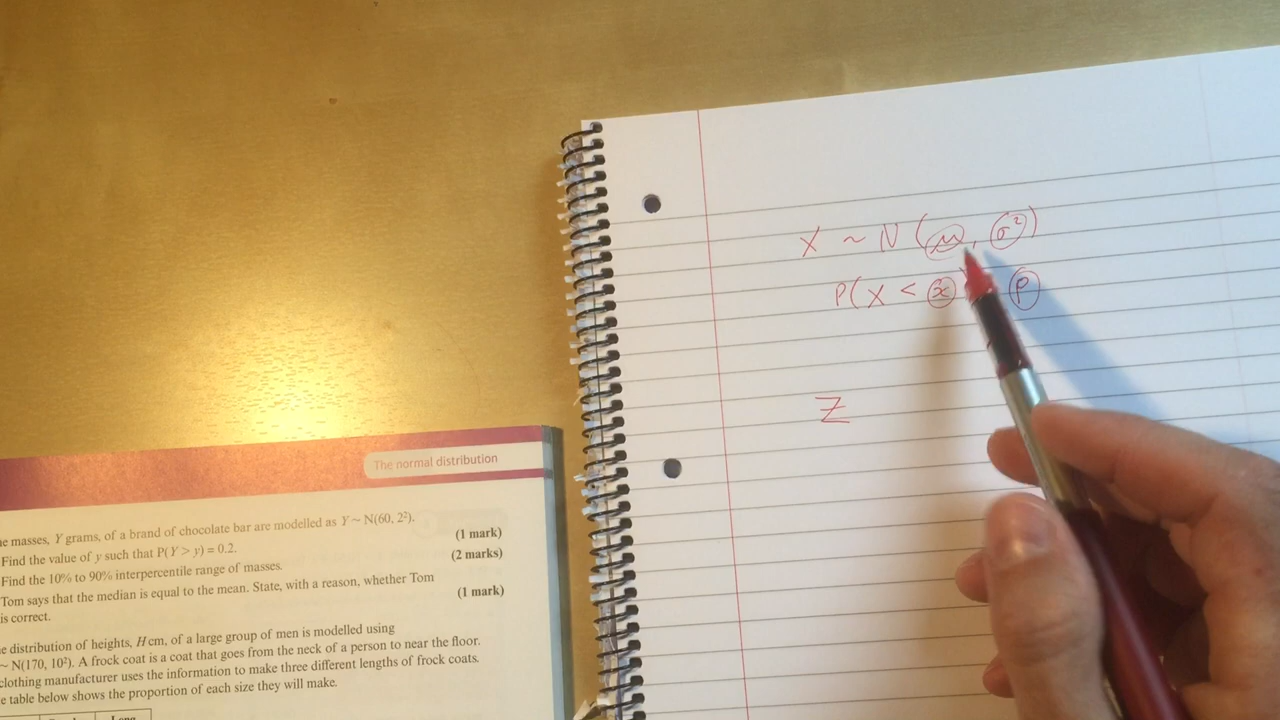 X ~ N (μ, σ²)
P(X < x) p
Z
The normal distribution
masses, Y grams, of a brand of chocolate bar are modelled as Y ~ N(60, 2²).
Find the value of y such that P(Y > y) = 0.2. (1 mark)
Find the 10% to 90% interpercentile range of masses. (2 marks)
Tom says that the median is equal to the mean. State, with a reason, whether Tom
is correct. (1 mark)
distribution of heights, H cm, of a large group of men is modelled using
~ N(170, 10²). A frock coat is a coat that goes from the neck of a person to near the floor.
clothing manufacturer uses the information to make three different lengths of frock coats.
table below shows the proportion of each size they will make.